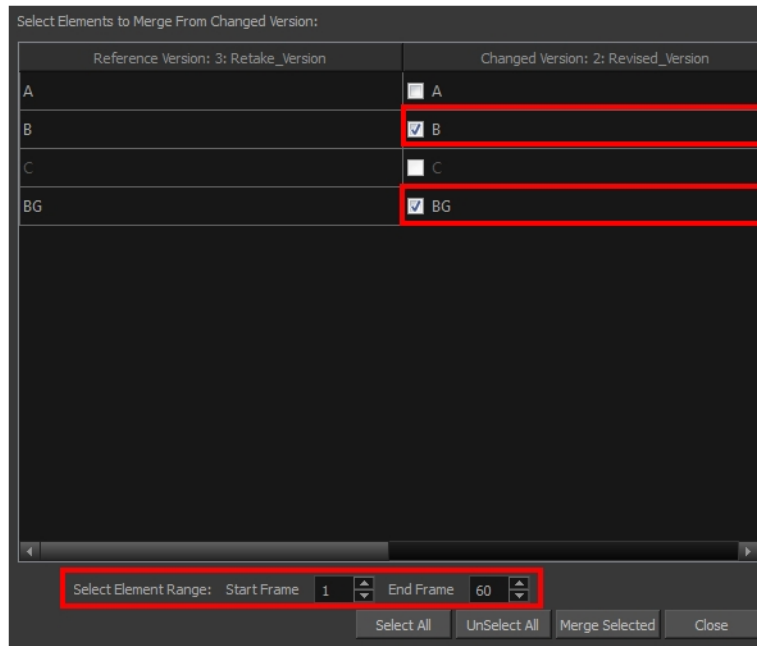 Select Elements to Merge From Changed Version:
Reference Version: 3: Retake_Version Changed Version: 2: Revised_Version
A A
B B
C C
BG BG
Select Element Range: Start Frame 1 End Frame 60
Select All UnSelect All Merge Selected Close